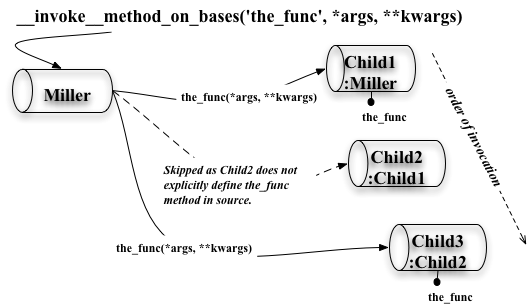 __invoke__method_on_bases('the_func', *args, **kwargs)
Miller
Child1
:Miller
the_func(*args, **kwargs)
the_func
order of invocation
Child2
:Child1
Skipped as Child2 does not
explicitly define the_func
method in source.
Child3
:Child2
the_func(*args, **kwargs)
the_func